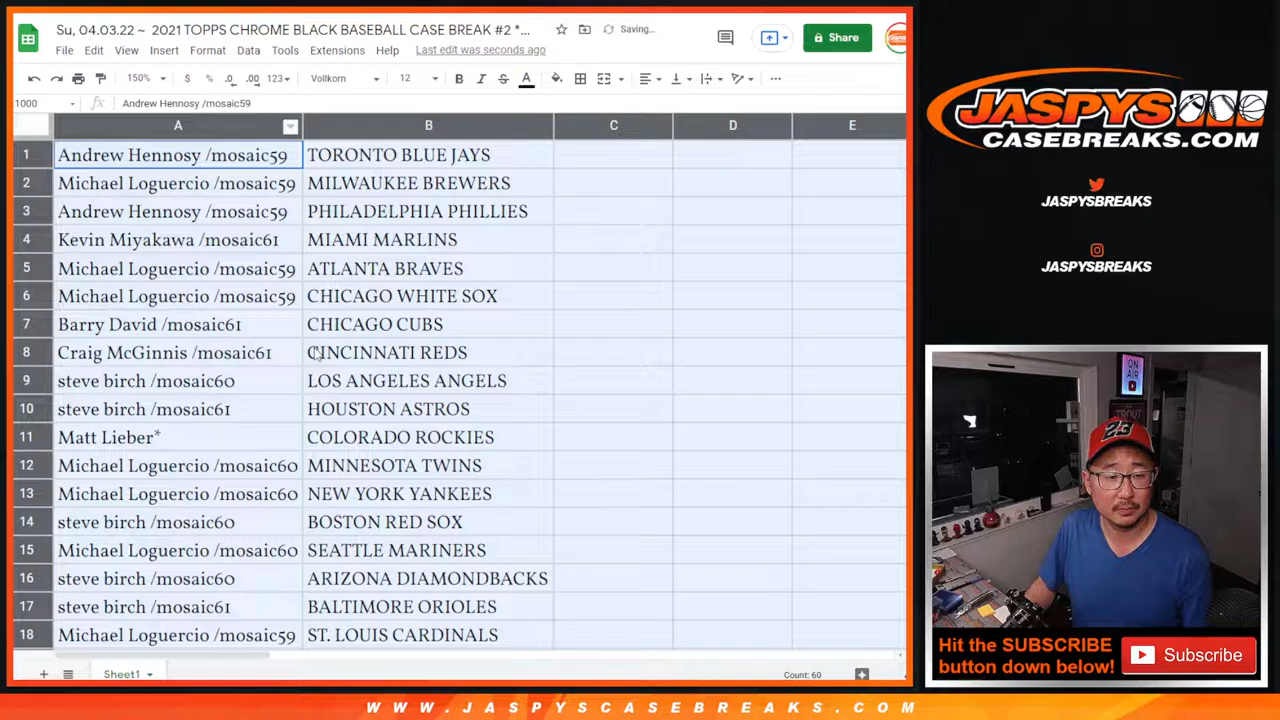 Su, 04.03.22 ~ 2021 TOPPS CHROME BLACK BASEBALL CASE BREAK #2 *...
Saving...
Share
File Edit View Insert Format Data Tools Extensions Help Last edit was seconds ago
150% $ % .0 .00 123 Vollkorn 12 B I S A
1000 fx Andrew Hennosy /mosaic59
A B C D E
1 Andrew Hennosy /mosaic59 TORONTO BLUE JAYS
2 Michael Loguercio /mosaic59 MILWAUKEE BREWERS
3 Andrew Hennosy /mosaic59 PHILADELPHIA PHILLIES
4 Kevin Miyakawa /mosaic61 MIAMI MARLINS
5 Michael Loguercio /mosaic59 ATLANTA BRAVES
6 Michael Loguercio /mosaic59 CHICAGO WHITE SOX
7 Barry David /mosaic61 CHICAGO CUBS
8 Craig McGinnis /mosaic61 CINCINNATI REDS
9 steve birch /mosaic60 LOS ANGELES ANGELS
10 steve birch /mosaic61 HOUSTON ASTROS
11 Matt Lieber* COLORADO ROCKIES
12 Michael Loguercio /mosaic60 MINNESOTA TWINS
13 Michael Loguercio /mosaic60 NEW YORK YANKEES
14 steve birch /mosaic60 BOSTON RED SOX
15 Michael Loguercio /mosaic60 SEATTLE MARINERS
16 steve birch /mosaic60 ARIZONA DIAMONDBACKS
17 steve birch /mosaic61 BALTIMORE ORIOLES
18 Michael Loguercio /mosaic59 ST. LOUIS CARDINALS
Sheet1
Count: 60
JASPYS
CASEBREAKS.COM
JASPYSBREAKS
JASPYSBREAKS
ON
AIR
TROUT
23
Hit the SUBSCRIBE
button down below!
Subscribe
WWW.JASPYSCASEBREAKS.COM